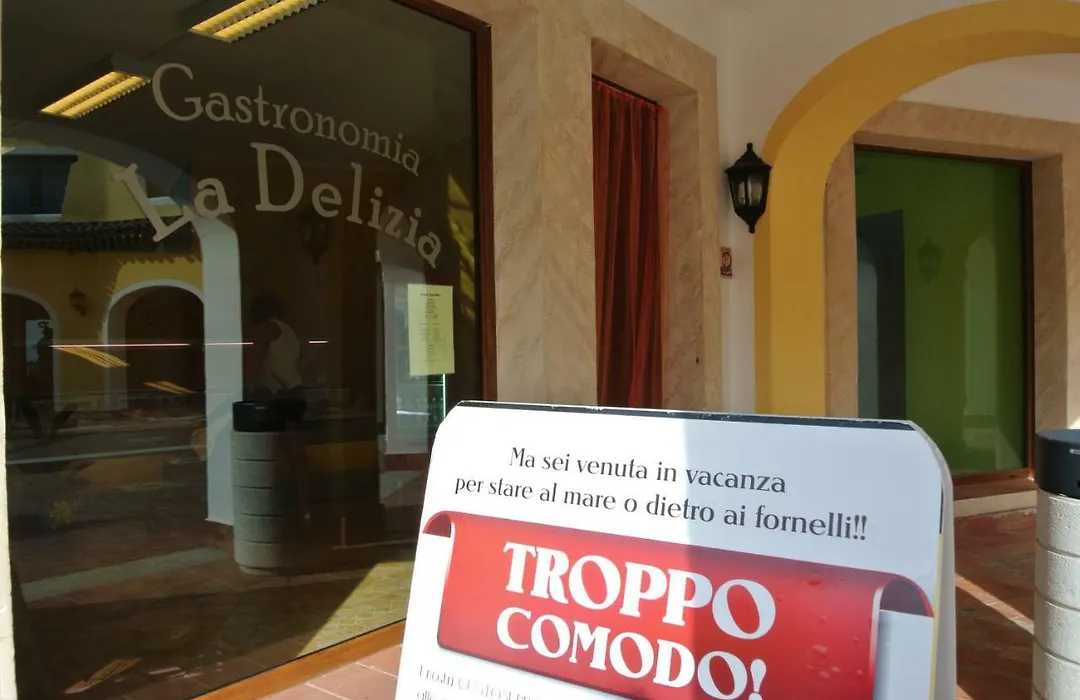 Gastronomia
La Delizia
Ma sei venuta in vacanza
per stare al mare o dietro ai fornelli!!
TROPPO
COMODO!